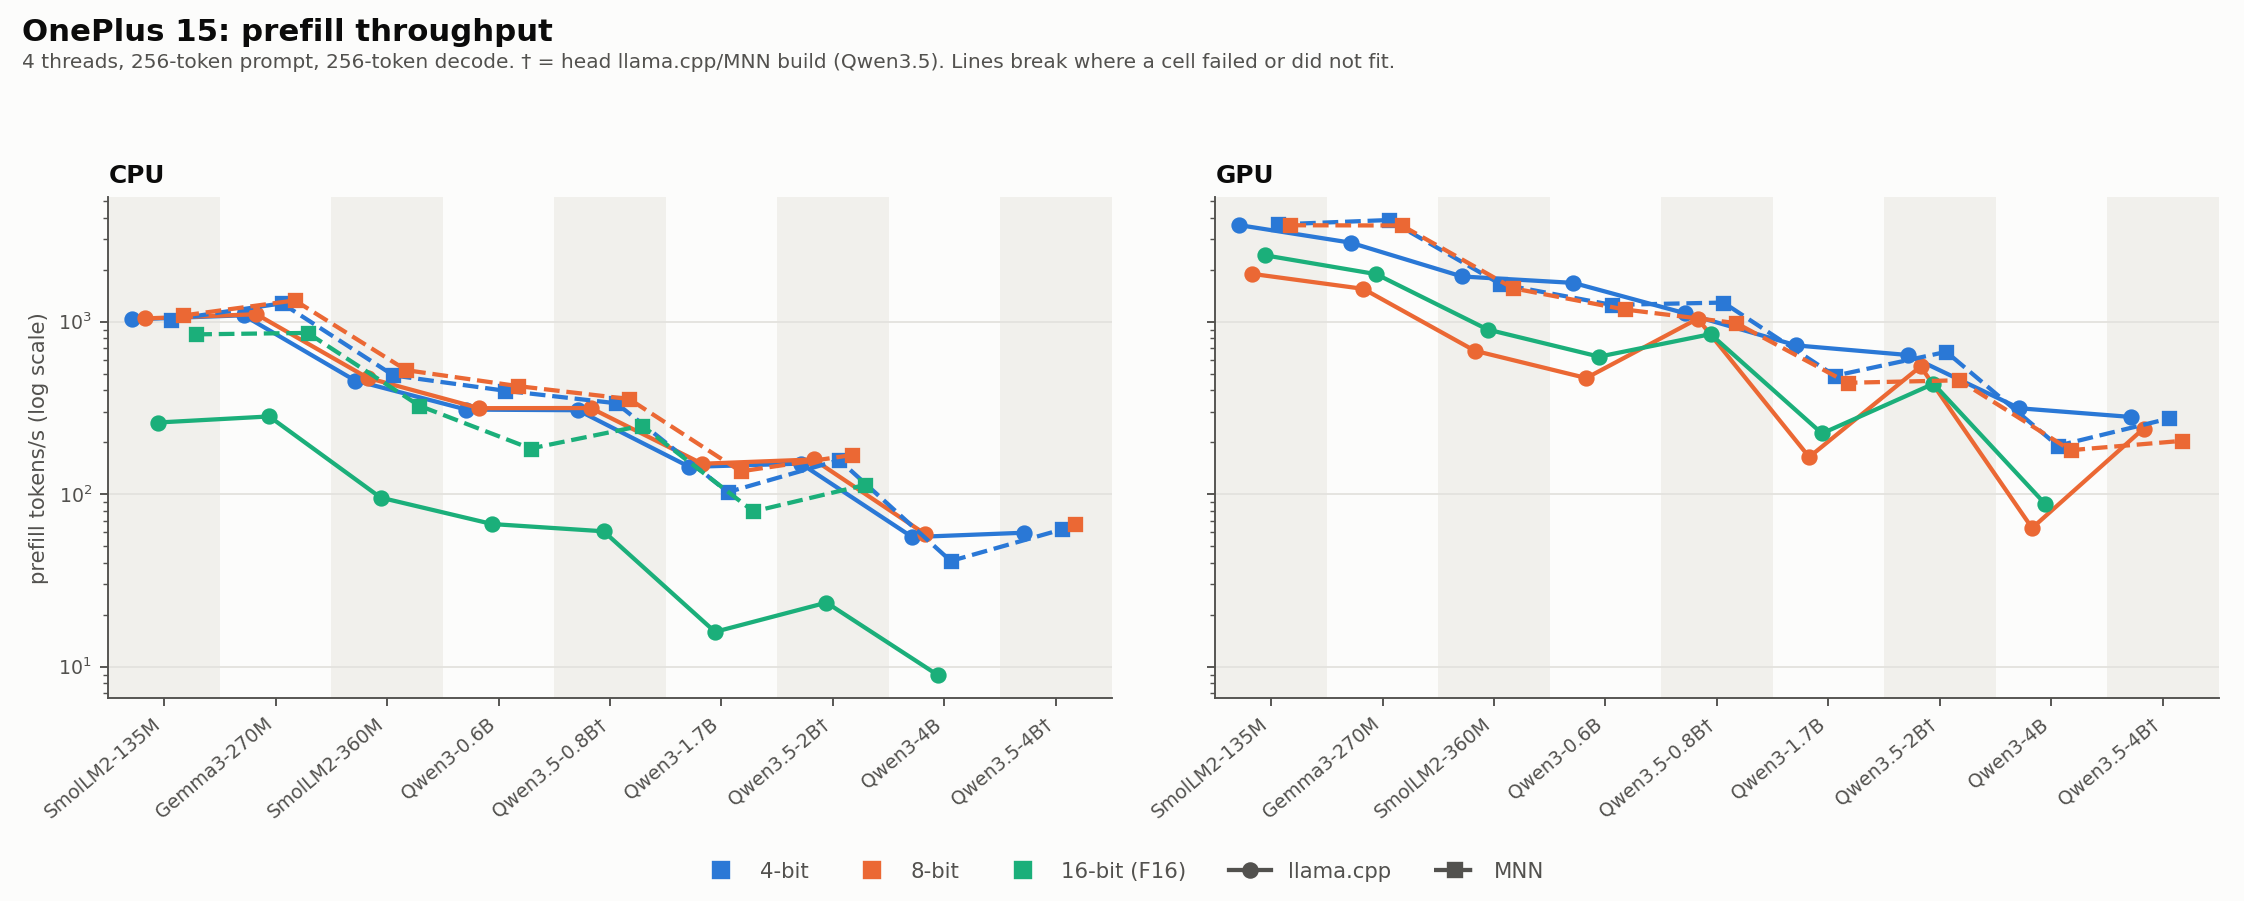 OnePlus 15: prefill throughput
4 threads, 256-token prompt, 256-token decode. † = head llama.cpp/MNN build (Qwen3.5). Lines break where a cell failed or did not fit.
CPU
prefill tokens/s (log scale)
10³
10²
10¹
SmolLM2-135M
Gemma3-270M
SmolLM2-360M
Qwen3-0.6B
Qwen3.5-0.8B†
Qwen3-1.7B
Qwen3.5-2B†
Qwen3-4B
Qwen3.5-4B†
GPU
SmolLM2-135M
Gemma3-270M
SmolLM2-360M
Qwen3-0.6B
Qwen3.5-0.8B†
Qwen3-1.7B
Qwen3.5-2B†
Qwen3-4B
Qwen3.5-4B†
4-bit 8-bit 16-bit (F16) llama.cpp MNN